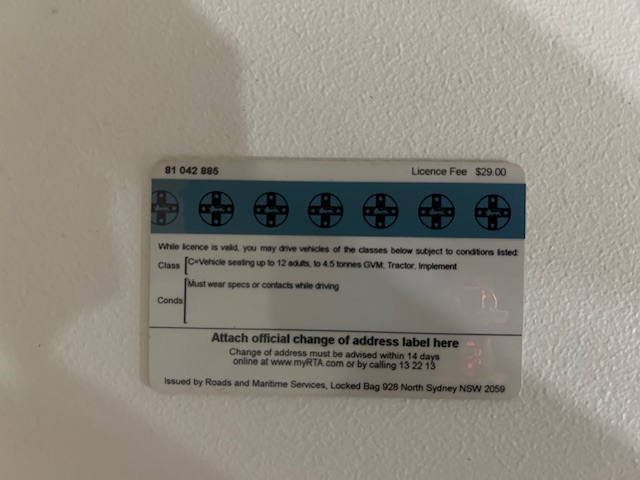 81 042 885 Licence Fee $29.00
While licence is valid, you may drive vehicles of the classes below subject to conditions listed:
Class C=Vehicle seating up to 12 adults, to 4.5 tonnes GVM; Tractor, Implement
Conds Must wear specs or contacts while driving
Attach official change of address label here
Change of address must be advised within 14 days
online at www.myRTA.com or by calling 13 22 13
Issued by Roads and Maritime Services, Locked Bag 928 North Sydney NSW 2059